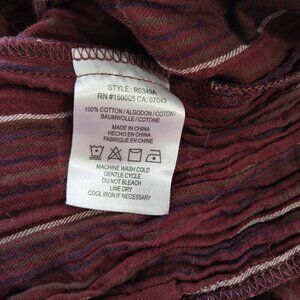 STYLE: R0349A
RN #150005 CA: 07043
100% COTTON/ALGODON/COTON/
BAUMWOLLE/COTONE
MADE IN CHINA
HECHO EN CHINA
FABRIQUE EN CHINE
MACHINE WASH COLD
GENTLE CYCLE
DO NOT BLEACH
LINE DRY
COOL IRON IF NECESSARY